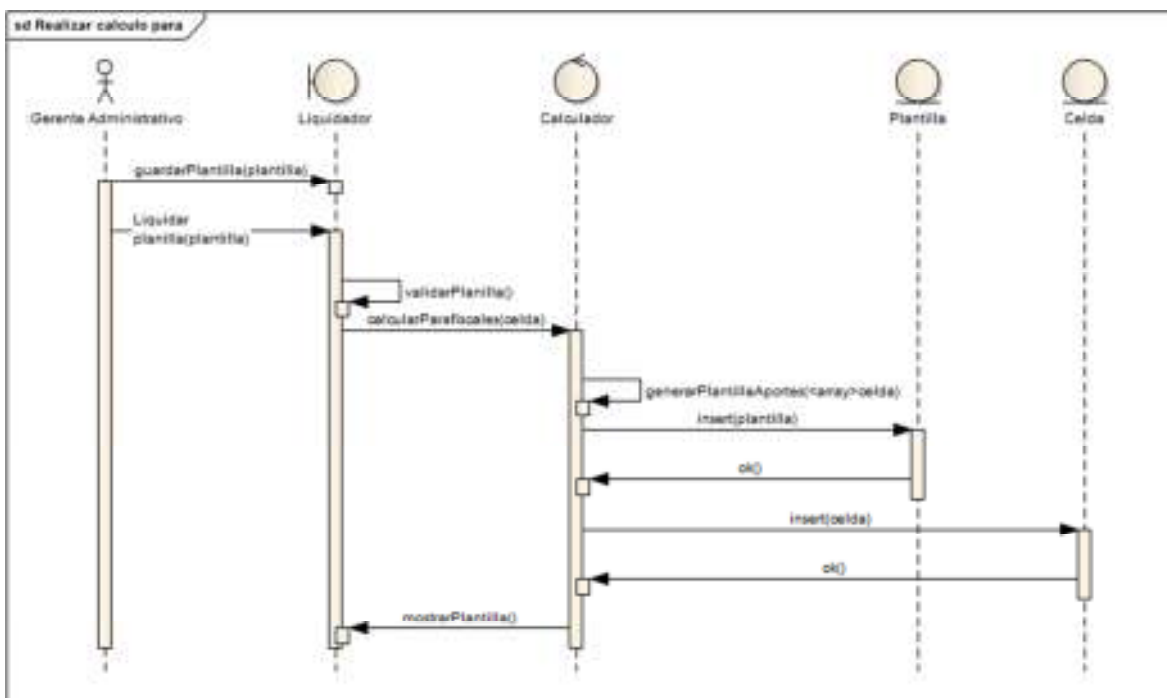 sd Realizar calculo para
Gerente Administrativo
Liquidador
Calculador
Plantilla
Celda
guardarPlantilla(plantilla)
Liquidar
planilla(plantilla)
validarPlanilla()
calcularParafiscales(celda)
generarPlantillaAportes(<array>celda)
insert(plantilla)
ok()
insert(celda)
ok()
mostrarPlantilla()